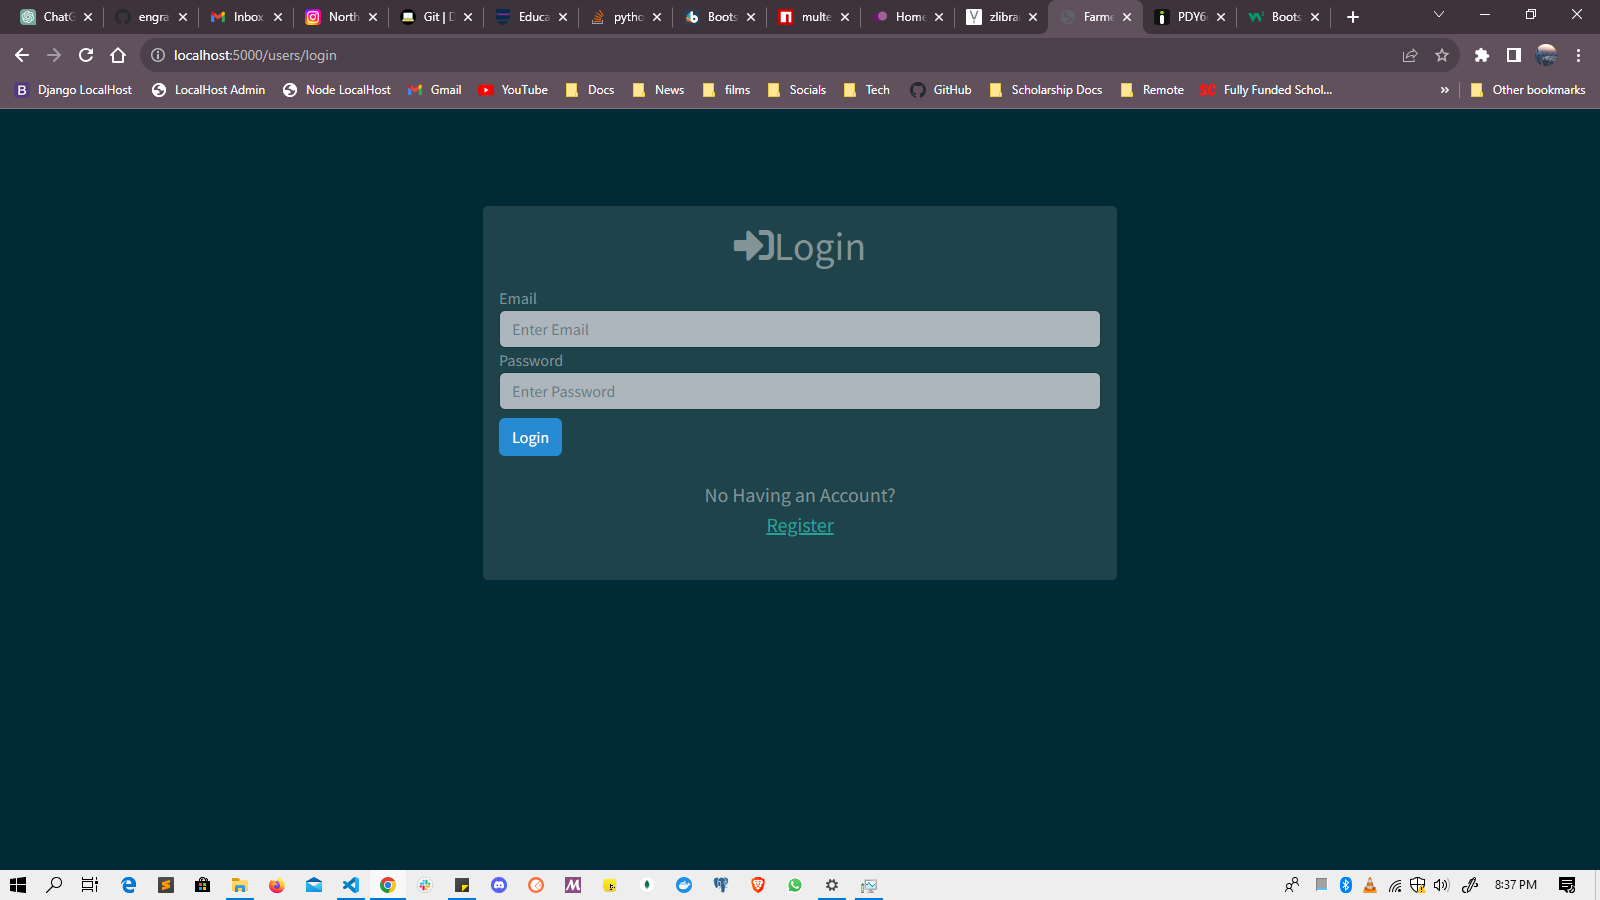 ChatG engra Inbox North Git | D Educa pytho Boots multe Home zlibra Farme PDY6 Boots
localhost:5000/users/login
Django LocalHost LocalHost Admin Node LocalHost Gmail YouTube Docs News films Socials Tech GitHub Scholarship Docs Remote Fully Funded Schol... » Other bookmarks
Login
Email
Enter Email
Password
Enter Password
Login
No Having an Account?
Register
8:37 PM